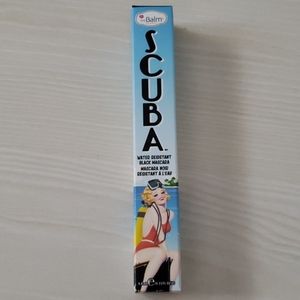 theBalm
SCUBA
WATER RESISTANT
BLACK MASCARA
MASCARA NOIR
RÉSISTANT À L'EAU